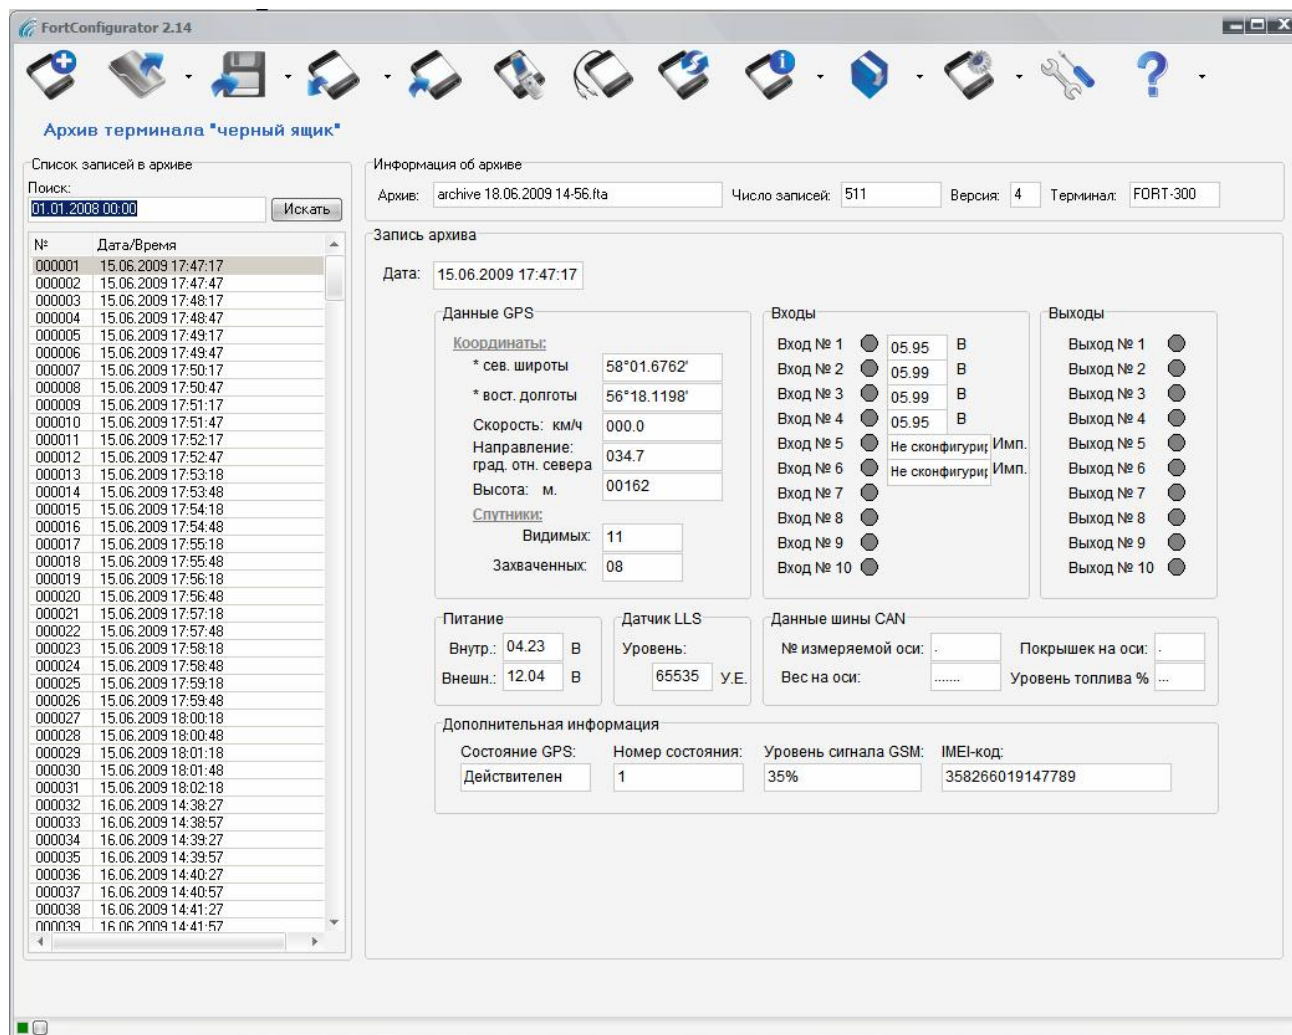 FortConfigurator 2.14
Архив терминала "черный ящик"
Список записей в архиве
Поиск:
01.01.2008 00:00 Искать
№ Дата/Время
000001 15.06.2009 17:47:17
000002 15.06.2009 17:47:47
000003 15.06.2009 17:48:17
000004 15.06.2009 17:48:47
000005 15.06.2009 17:49:17
000006 15.06.2009 17:49:47
000007 15.06.2009 17:50:17
000008 15.06.2009 17:50:47
000009 15.06.2009 17:51:17
000010 15.06.2009 17:51:47
000011 15.06.2009 17:52:17
000012 15.06.2009 17:52:47
000013 15.06.2009 17:53:18
000014 15.06.2009 17:53:48
000015 15.06.2009 17:54:18
000016 15.06.2009 17:54:48
000017 15.06.2009 17:55:18
000018 15.06.2009 17:55:48
000019 15.06.2009 17:56:18
000020 15.06.2009 17:56:48
000021 15.06.2009 17:57:18
000022 15.06.2009 17:57:48
000023 15.06.2009 17:58:18
000024 15.06.2009 17:58:48
000025 15.06.2009 17:59:18
000026 15.06.2009 17:59:48
000027 15.06.2009 18:00:18
000028 15.06.2009 18:00:48
000029 15.06.2009 18:01:18
000030 15.06.2009 18:01:48
000031 15.06.2009 18:02:18
000032 16.06.2009 14:38:27
000033 16.06.2009 14:38:57
000034 16.06.2009 14:39:27
000035 16.06.2009 14:39:57
000036 16.06.2009 14:40:27
000037 16.06.2009 14:40:57
000038 16.06.2009 14:41:27
000039 16.06.2009 14:41:57
Информация об архиве
Архив: archive 18.06.2009 14-56.fta Число записей: 511 Версия: 4 Терминал: FORT-300
Запись архива
Дата: 15.06.2009 17:47:17
Данные GPS
Координаты:
* сев. широты 58°01.6762'
* вост. долготы 56°18.1198'
Скорость: км/ч 000.0
Направление:
град. отн. севера 034.7
Высота: м. 00162
Спутники:
Видимых: 11
Захваченных: 08
Входы
Вход № 1 05.95 В
Вход № 2 05.99 В
Вход № 3 05.99 В
Вход № 4 05.95 В
Вход № 5 Не сконфигурир Имп.
Вход № 6 Не сконфигурир Имп.
Вход № 7
Вход № 8
Вход № 9
Вход № 10
Выходы
Выход № 1
Выход № 2
Выход № 3
Выход № 4
Выход № 5
Выход № 6
Выход № 7
Выход № 8
Выход № 9
Выход № 10
Питание
Внутр.: 04.23 В
Внешн.: 12.04 В
Датчик LLS
Уровень:
65535 У.Е.
Данные шины CAN
№ измеряемой оси: . Покрышек на оси: .
Вес на оси: ....... Уровень топлива % ...
Дополнительная информация
Состояние GPS: Номер состояния: Уровень сигнала GSM: IMEI-код:
Действителен 1 35% 358266019147789